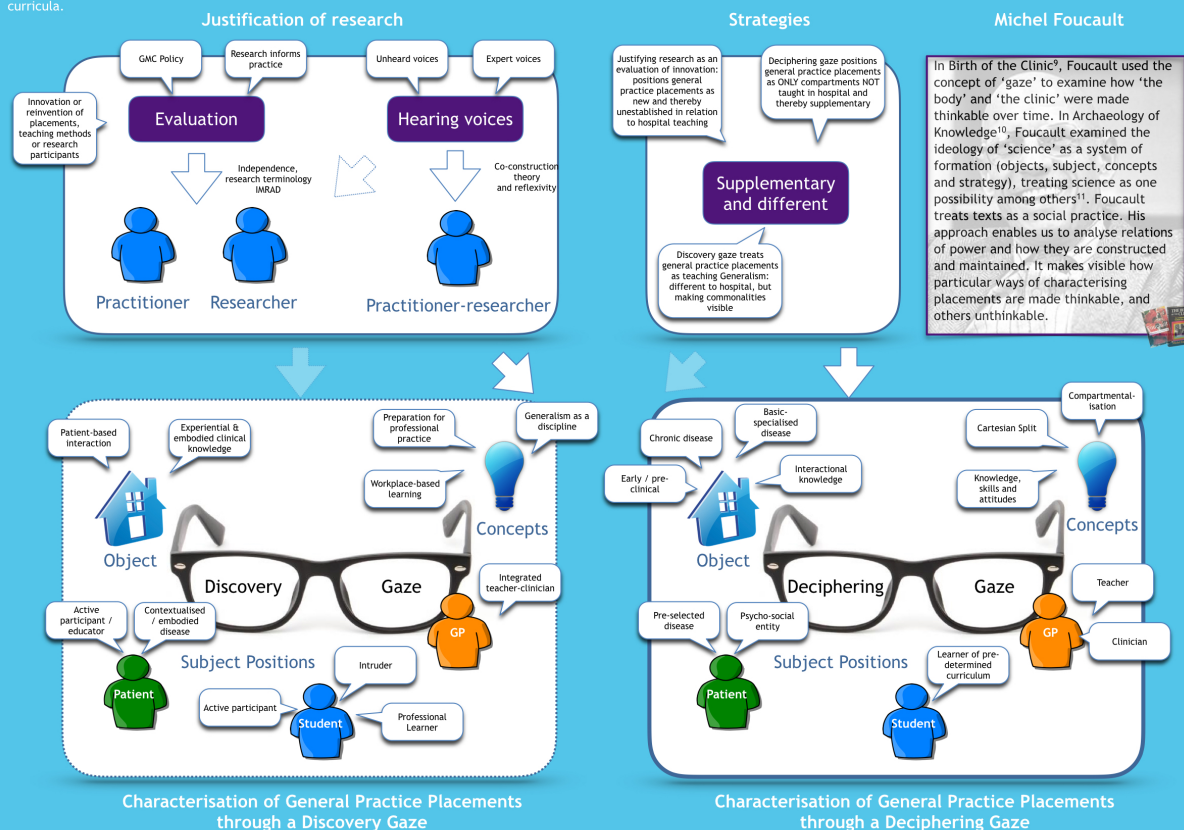 curricula.
Justification of research
GMC Policy
Research informs
practice
Unheard voices
Expert voices
Innovation or
reinvention of
placements,
teaching methods
or research
participants
Evaluation
Hearing voices
Independence,
research terminology
IMRAD
Co-construction
theory
and reflexivity
Practitioner
Researcher
Practitioner-researcher
Strategies
Justifying research as an
evaluation of innovation:
positions general
practice placements as
new and thereby
unestablished in relation
to hospital teaching
Deciphering gaze positions
general practice placements
as ONLY compartments NOT
taught in hospital and
thereby supplementary
Supplementary
and different
Discovery gaze treats
general practice placements
as teaching Generalism:
different to hospital, but
making commonalities
visible
Michel Foucault
In Birth of the Clinic⁹, Foucault used the
concept of ‘gaze’ to examine how ‘the
body’ and ‘the clinic’ were made
thinkable over time. In Archaeology of
Knowledge¹⁰, Foucault examined the
ideology of ‘science’ as a system of
formation (objects, subject, concepts
and strategy), treating science as one
possibility among others¹¹. Foucault
treats texts as a social practice. His
approach enables us to analyse relations
of power and how they are constructed
and maintained. It makes visible how
particular ways of characterising
placements are made thinkable, and
others unthinkable.
Patient-based
interaction
Experiential &
embodied clinical
knowledge
Preparation for
professional
practice
Generalism as a
discipline
Workplace-based
learning
Object
Concepts
Discovery
Gaze
Integrated
teacher-clinician
Active
participant /
educator
Contextualised
/ embodied
disease
GP
Subject Positions
Intruder
Patient
Active participant
Student
Professional
Learner
Characterisation of General Practice Placements
through a Discovery Gaze
Chronic disease
Basic-
specialised
disease
Early / pre-
clinical
Interactional
knowledge
Compartmental-
isation
Cartesian Split
Knowledge,
skills and
attitudes
Object
Concepts
Deciphering
Gaze
Teacher
Pre-selected
disease
Psycho-social
entity
GP
Clinician
Subject Positions
Learner of pre-
determined
curriculum
Patient
Student
Characterisation of General Practice Placements
through a Deciphering Gaze